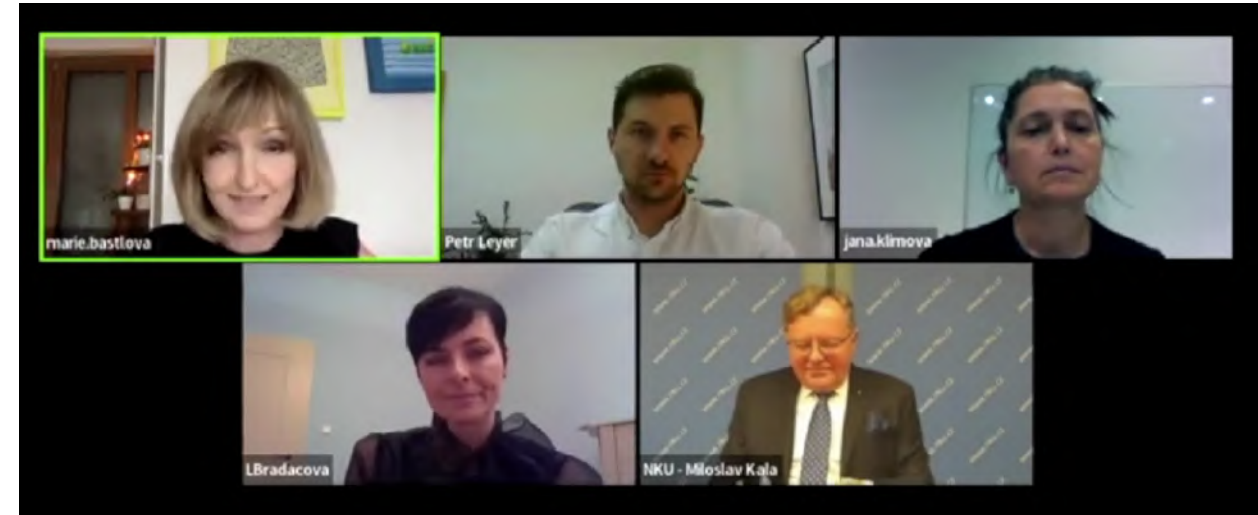 marie.bastlova
Petr Leyer
jana.klimova
LBradacova
NKU - Miloslav Kala